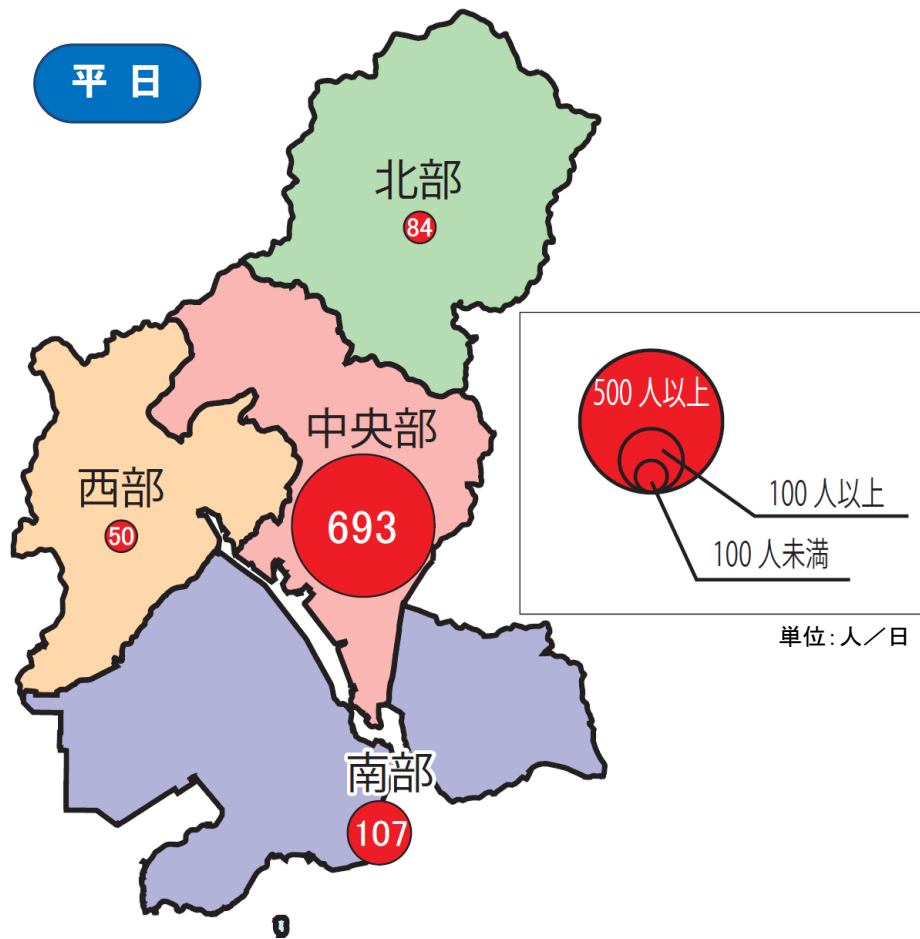 平 日
北部
84
500 人以上
中央部
西部
100 人以上
50
693
100 人未満
単位：人／日
南部
107